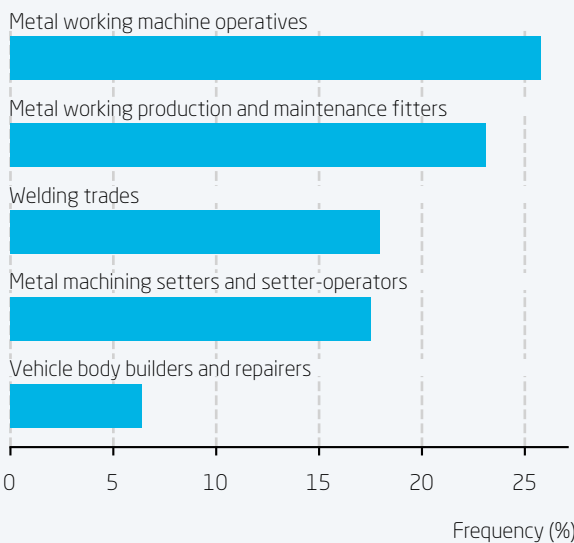 Metal working machine operatives
Metal working production and maintenance fitters
Welding trades
Metal machining setters and setter-operators
Vehicle body builders and repairers
0 5 10 15 20 25
Frequency (%)